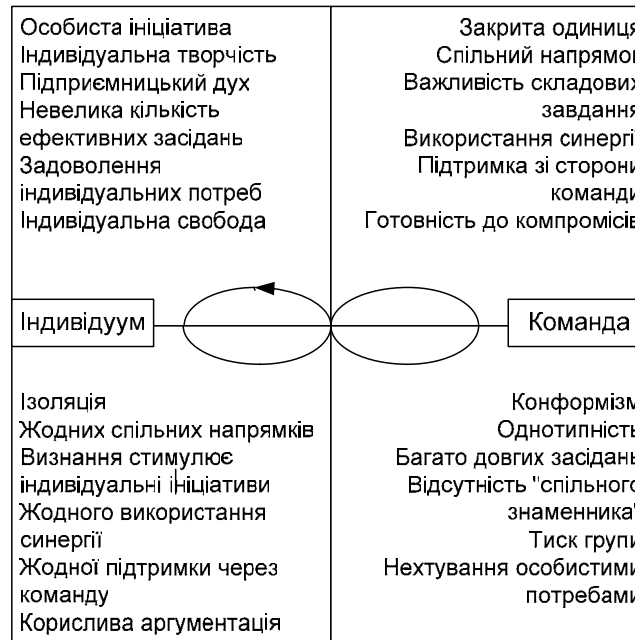 Особиста ініціатива
Індивідуальна творчість
Підприємницький дух
Невелика кількість
ефективних засідань
Задоволення
індивідуальних потреб
Індивідуальна свобода
Закрита одиниця
Спільний напрямок
Важливість складових
завдання
Використання синергії
Підтримка зі сторони
команди
Готовність до компромісів
Індивідуум
Команда
Ізоляція
Жодних спільних напрямків
Визнання стимулює
індивідуальні ініціативи
Жодного використання
синергії
Жодної підтримки через
команду
Корислива аргументація
Конформізм
Однотипність
Багато довгих засідань
Відсутність "спільного
знаменника"
Тиск групи
Нехтування особистими
потребами